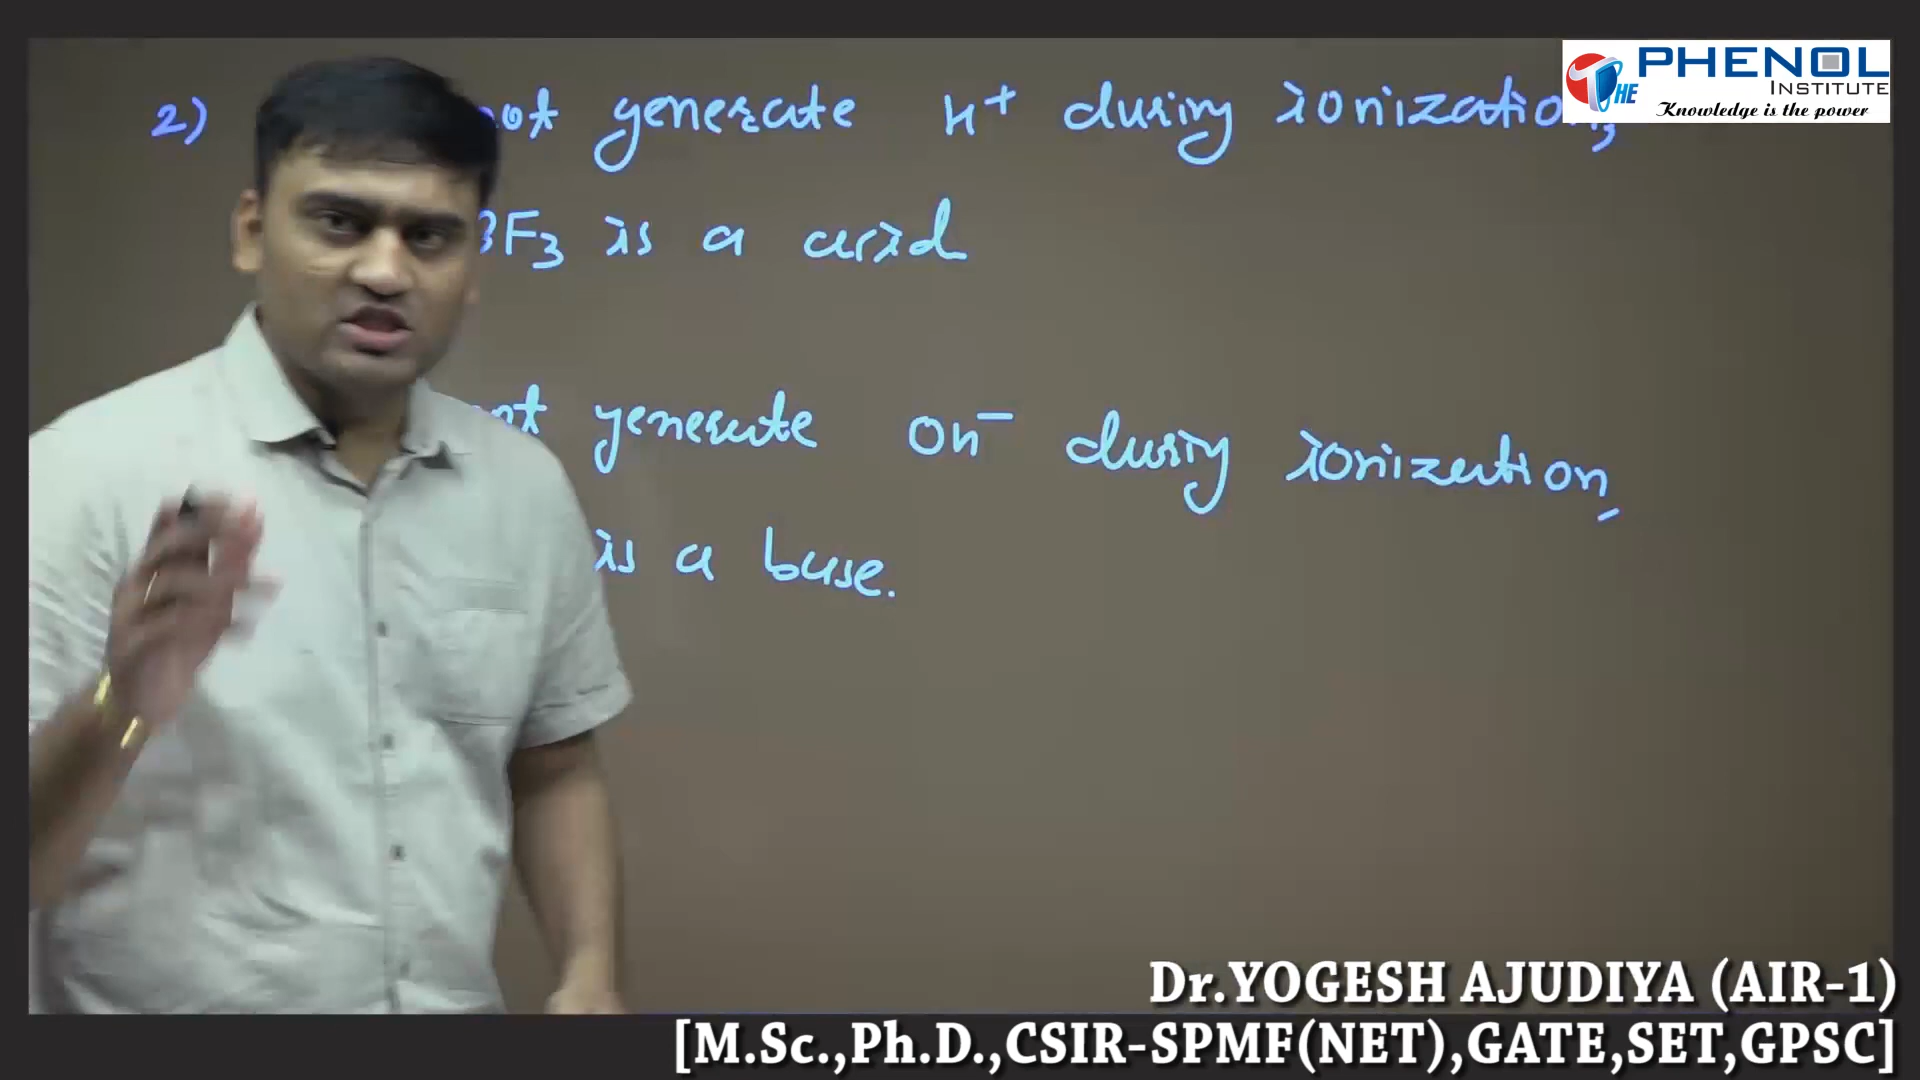 PHENOL
THE
INSTITUTE
Knowledge is the power
2) not generate H+ during ionization,
BF3 is a acid
not generate OH- during ionization,
is a base.
Dr.YOGESH AJUDIYA (AIR-1)
[M.Sc.,Ph.D.,CSIR-SPMF(NET),GATE,SET,GPSC]